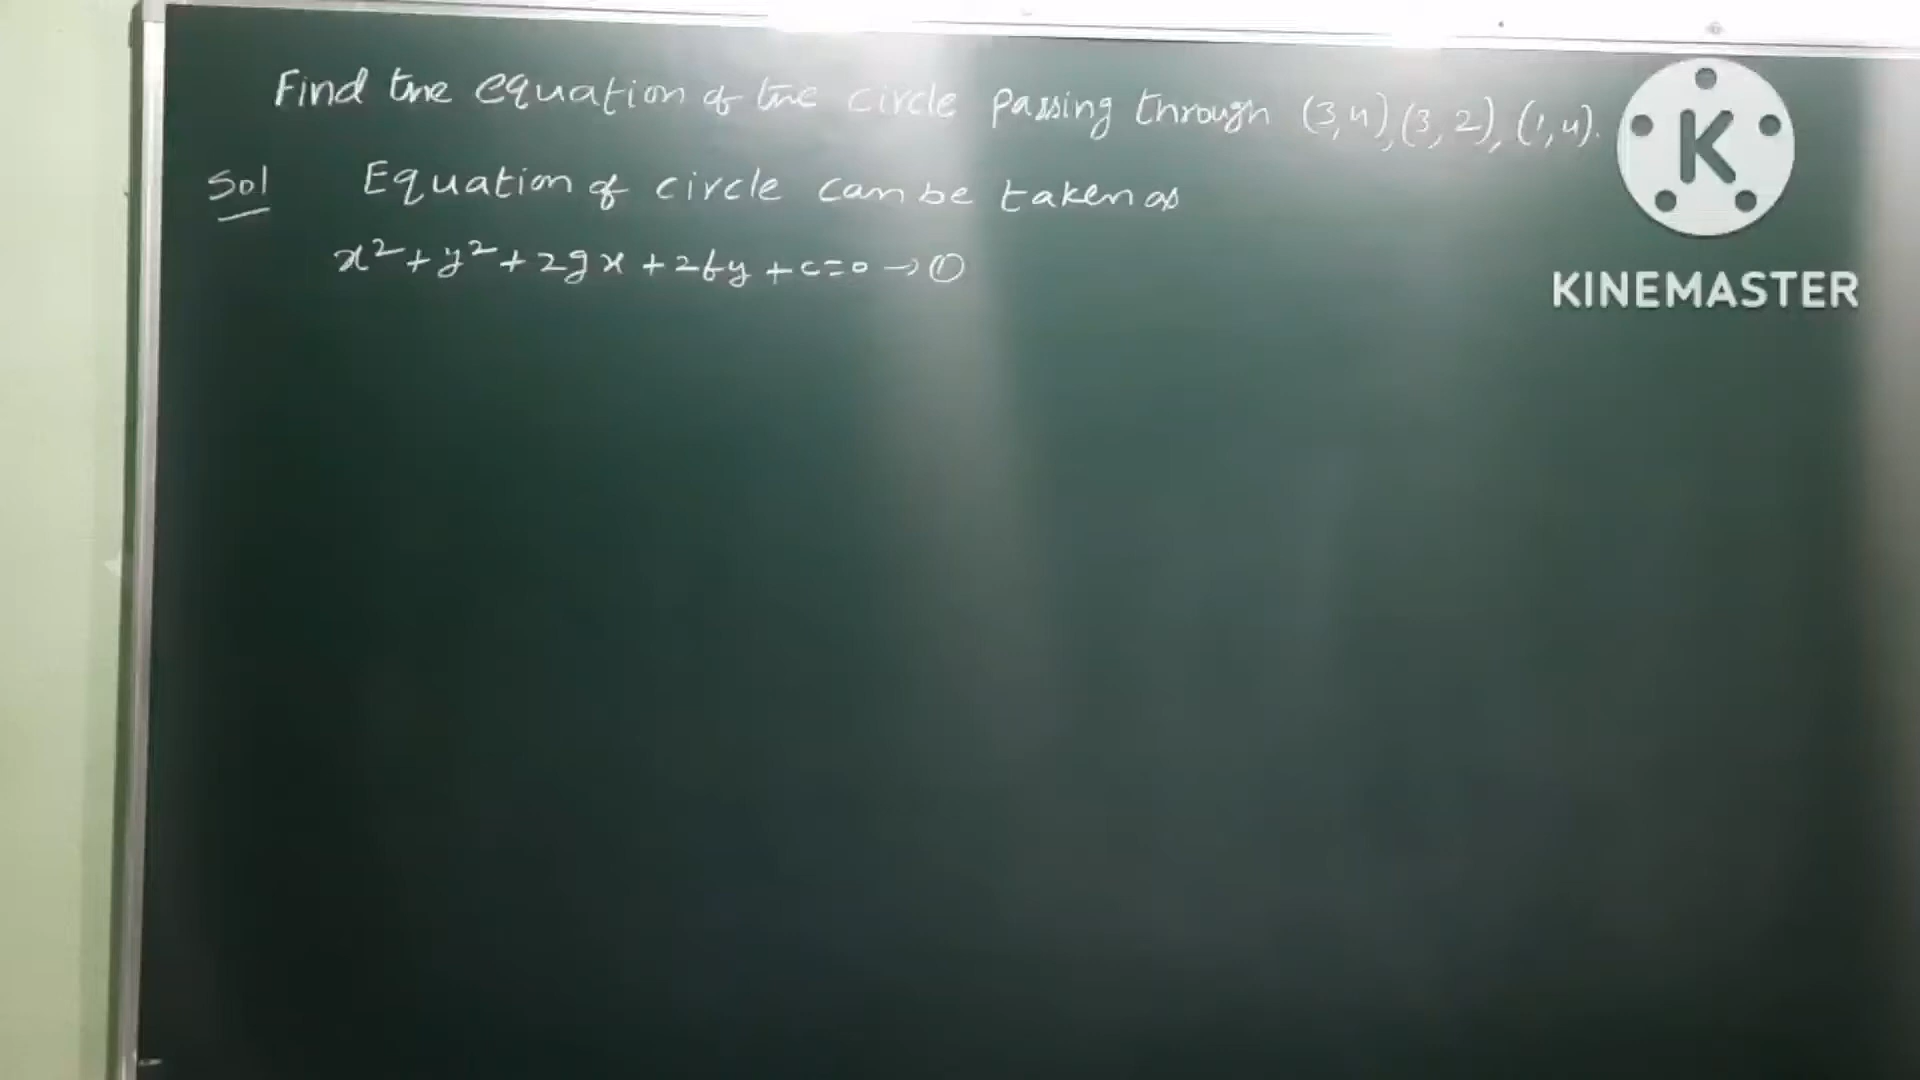 Find the equation of the circle passing through (3,4), (3, 2), (1, 4).
Sol Equation of circle can be taken as
x²+y²+2gx+2fy+c=0→①
K
KINEMASTER